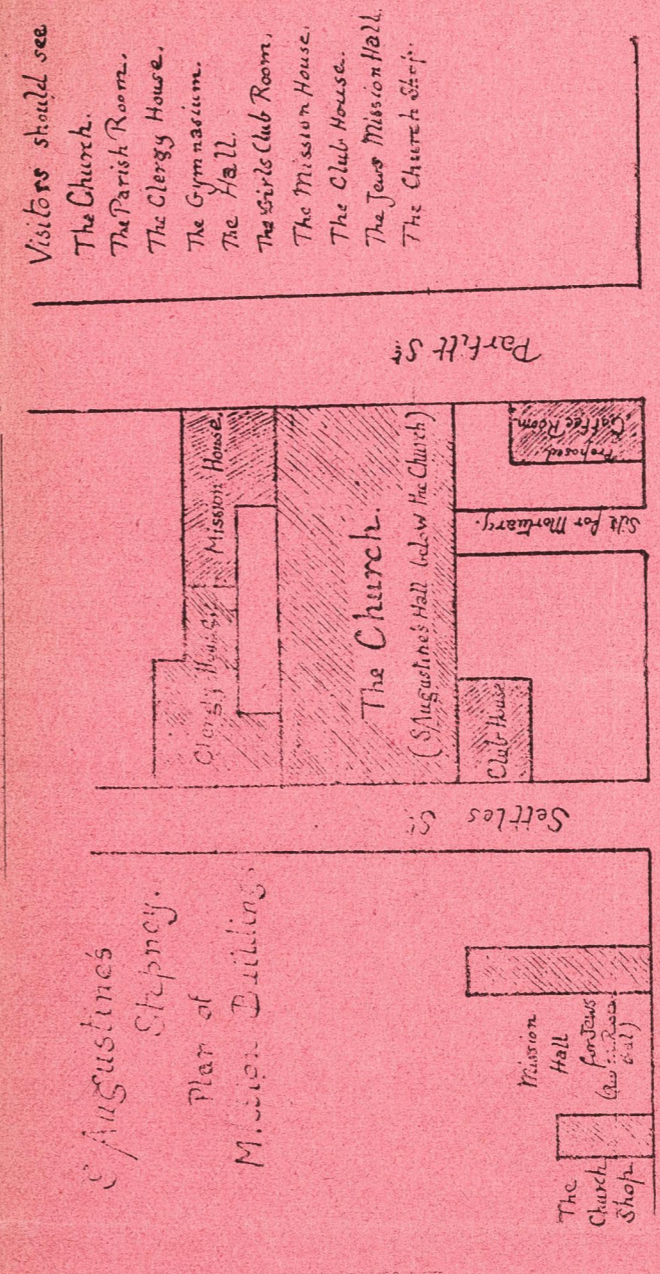 S Augustine's
Stepney.
Plan of
Mission Building.
Visitors should see
The Church.
The Parish Room.
The Clergy House.
The Gymnasium.
The Hall.
The Girls Club Room.
The Mission House.
The Club House.
The Jews Mission Hall.
The Church Shop.
Parfitt St
Mission House.
Clergy House
The Church.
(S Augustine's Hall below the Church)
Proposed
Coffee Room.
Site for Mortuary.
Club House
Settles St.
Mission
Hall
for Jews
The
Church
Shop